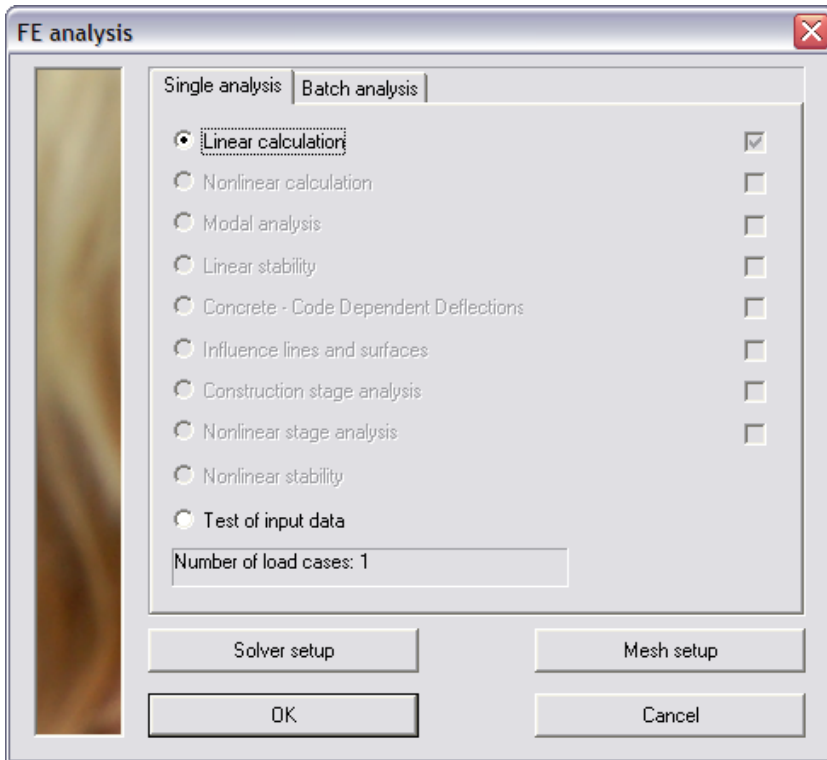 FE analysis
Single analysis
Batch analysis
Linear calculation
Nonlinear calculation
Modal analysis
Linear stability
Concrete - Code Dependent Deflections
Influence lines and surfaces
Construction stage analysis
Nonlinear stage analysis
Nonlinear stability
Test of input data
Number of load cases: 1
Solver setup
Mesh setup
OK
Cancel